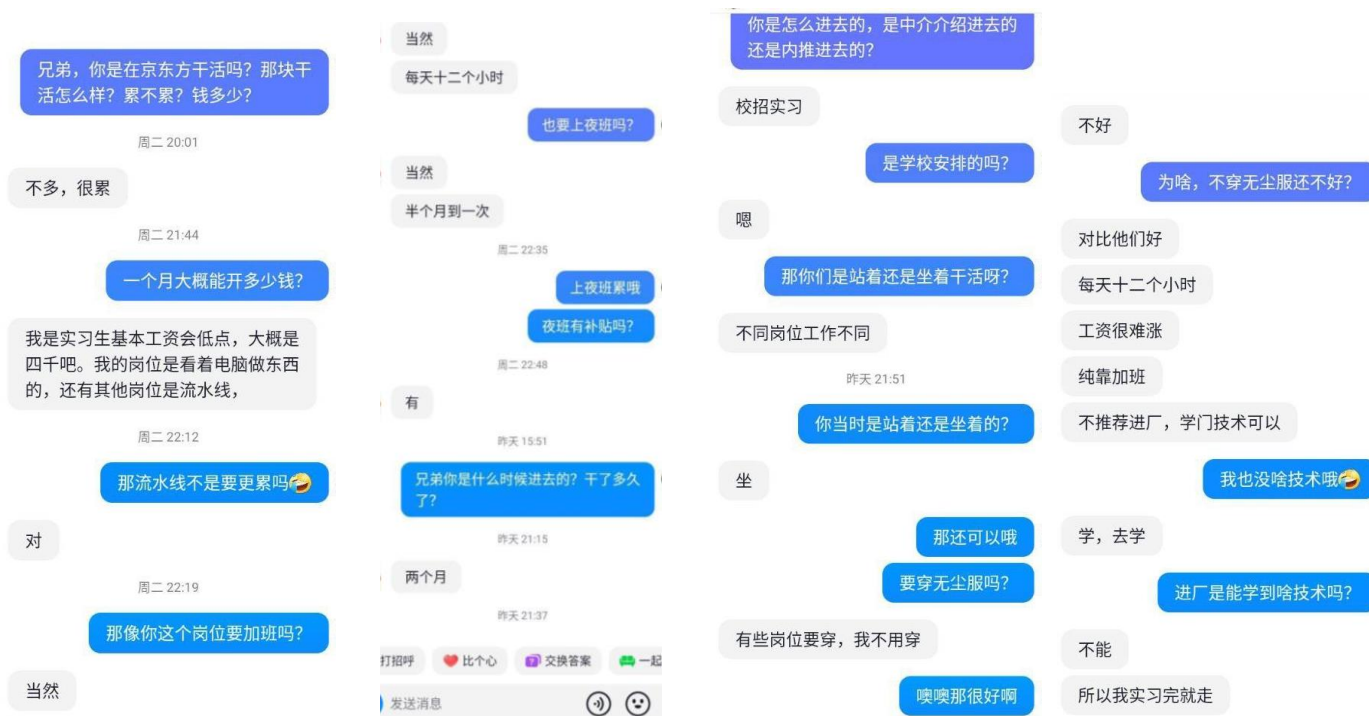 兄弟，你是在京东方干活吗？那块干
活怎么样？累不累？钱多少？
周二 20:01
不多，很累
周二 21:44
一个月大概能开多少钱？
我是实习生基本工资会低点，大概是
四千吧。我的岗位是看着电脑做东西
的，还有其他岗位是流水线，
周二 22:12
那流水线不是要更累吗🤣
对
周二 22:19
那像你这个岗位要加班吗？
当然
当然
每天十二个小时
也要上夜班吗？
当然
半个月到一次
周二 22:35
上夜班累哦
夜班有补贴吗？
周二 22:48
有
昨天 15:51
兄弟你是什么时候进去的？干了多久
了？
昨天 21:15
两个月
昨天 21:37
打招呼
比个心
交换答案
一起
发送消息
你是怎么进去的，是中介介绍进去的
还是内推进去的？
校招实习
是学校安排的吗？
嗯
那你们是站着还是坐着干活呀？
不同岗位工作不同
昨天 21:51
你当时是站着还是坐着的？
坐
那还可以哦
要穿无尘服吗？
有些岗位要穿，我不用穿
噢噢那很好啊
不好
为啥，不穿无尘服还不好？
对比他们好
每天十二个小时
工资很难涨
纯靠加班
不推荐进厂，学门技术可以
我也没啥技术哦🤣
学，去学
进厂是能学到啥技术吗？
不能
所以我实习完就走